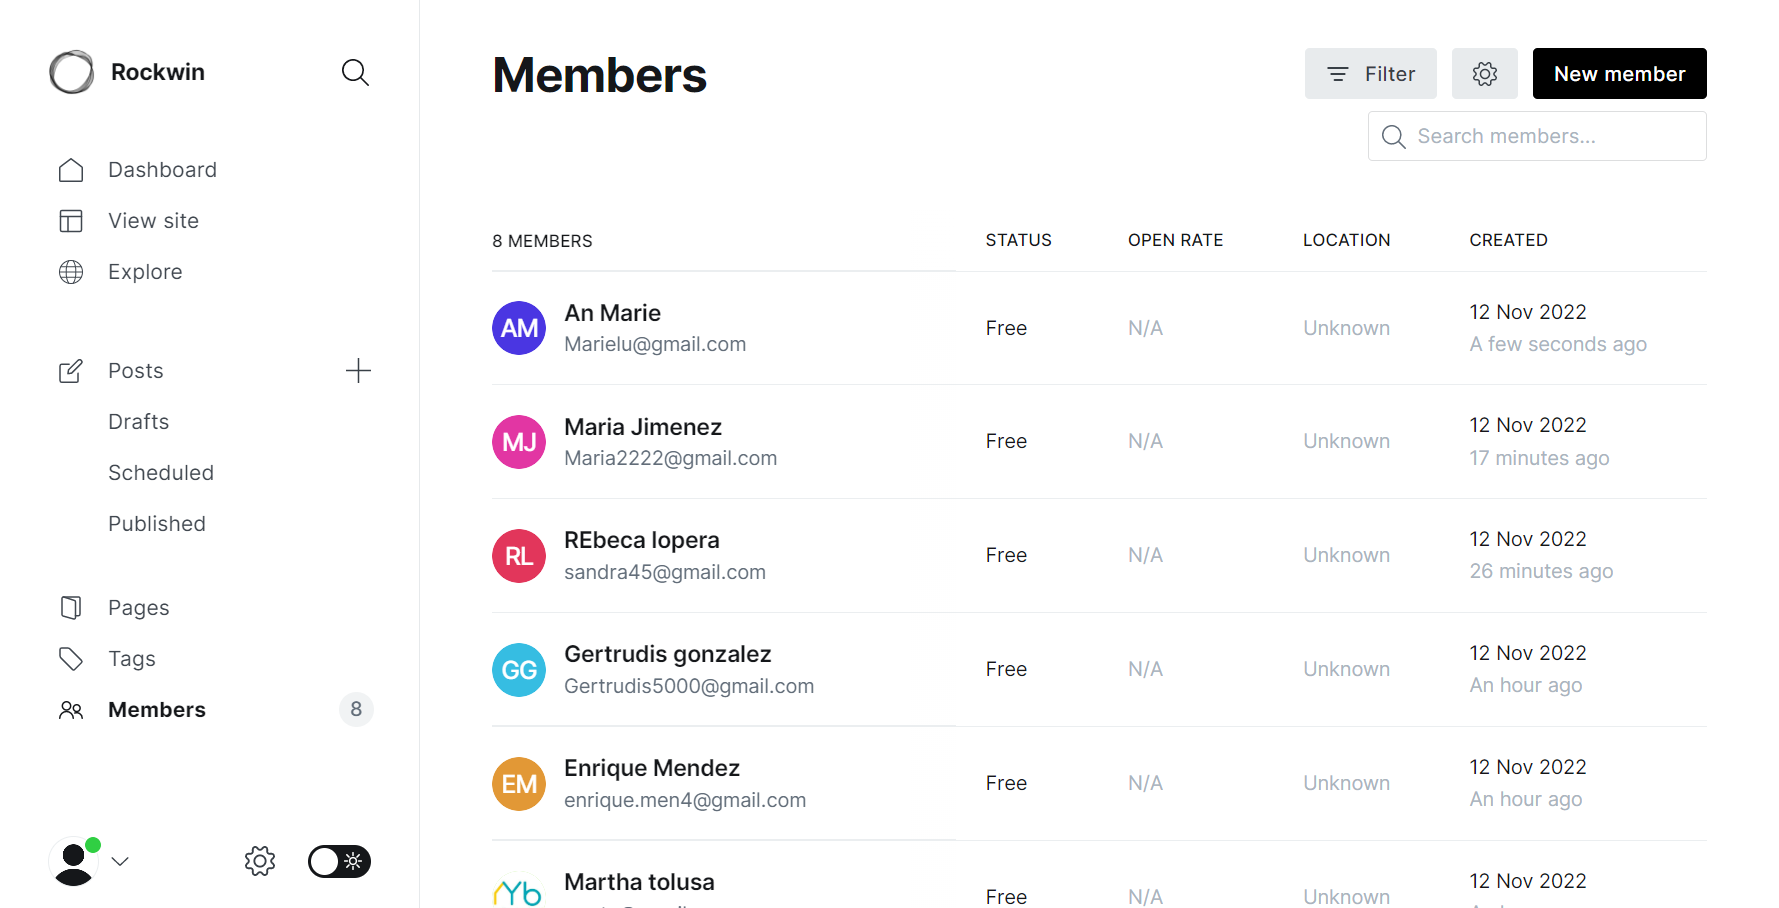 Rockwin
Dashboard
View site
Explore
Posts
Drafts
Scheduled
Published
Pages
Tags
Members 8
Members
Filter
New member
Search members...
8 MEMBERS STATUS OPEN RATE LOCATION CREATED
AM An Marie Free N/A Unknown 12 Nov 2022
Marielu@gmail.com A few seconds ago
MJ Maria Jimenez Free N/A Unknown 12 Nov 2022
Maria2222@gmail.com 17 minutes ago
RL REbeca lopera Free N/A Unknown 12 Nov 2022
sandra45@gmail.com 26 minutes ago
GG Gertrudis gonzalez Free N/A Unknown 12 Nov 2022
Gertrudis5000@gmail.com An hour ago
EM Enrique Mendez Free N/A Unknown 12 Nov 2022
enrique.men4@gmail.com An hour ago
Yb Martha tolusa Free N/A Unknown 12 Nov 2022